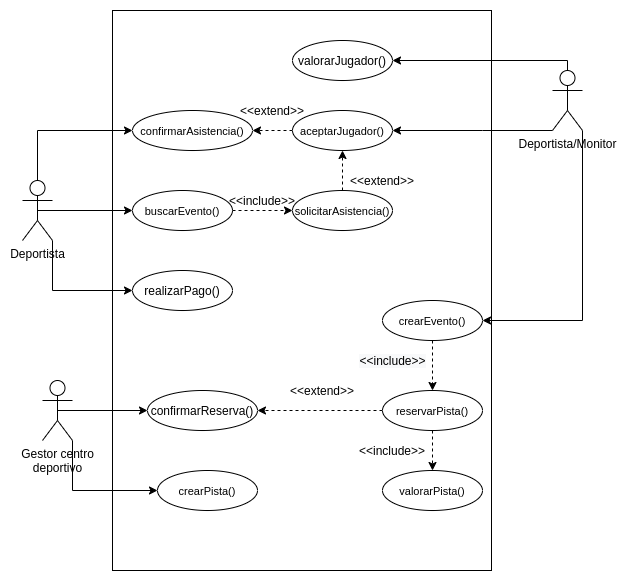 valorarJugador()
<<extend>>
confirmarAsistencia()
aceptarJugador()
Deportista/Monitor
<<extend>>
<<include>>
buscarEvento()
solicitarAsistencia()
Deportista
realizarPago()
crearEvento()
<<include>>
<<extend>>
confirmarReserva()
reservarPista()
Gestor centro
deportivo
<<include>>
crearPista()
valorarPista()